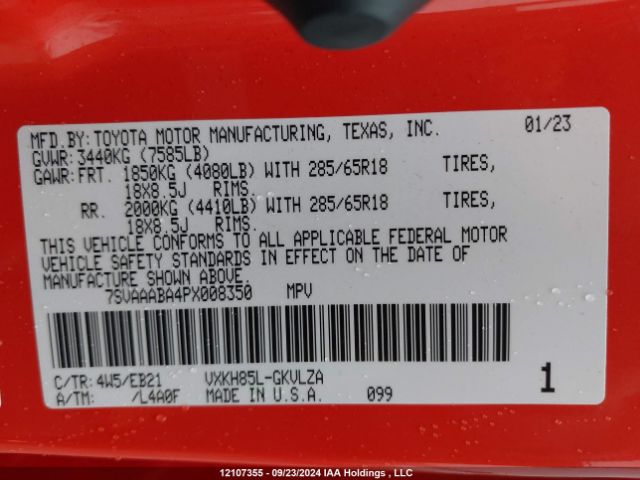 MFD.BY:TOYOTA MOTOR MANUFACTURING, TEXAS, INC. 01/23
GVWR:3440KG (7585LB)
GAWR:FRT. 1850KG (4080LB) WITH 285/65R18 TIRES,
18X8.5J RIMS.
RR. 2000KG (4410LB) WITH 285/65R18 TIRES,
18X8.5J RIMS.
THIS VEHICLE CONFORMS TO ALL APPLICABLE FEDERAL MOTOR
VEHICLE SAFETY STANDARDS IN EFFECT ON THE DATE OF
MANUFACTURE SHOWN ABOVE.
7SVAAABA4PX008350 MPV
C/TR:4W5/EB21 VXKH85L-GKVLZA 1
A/TM: /L4A0F MADE IN U.S.A. 099
12107355 - 09/23/2024 IAA Holdings , LLC